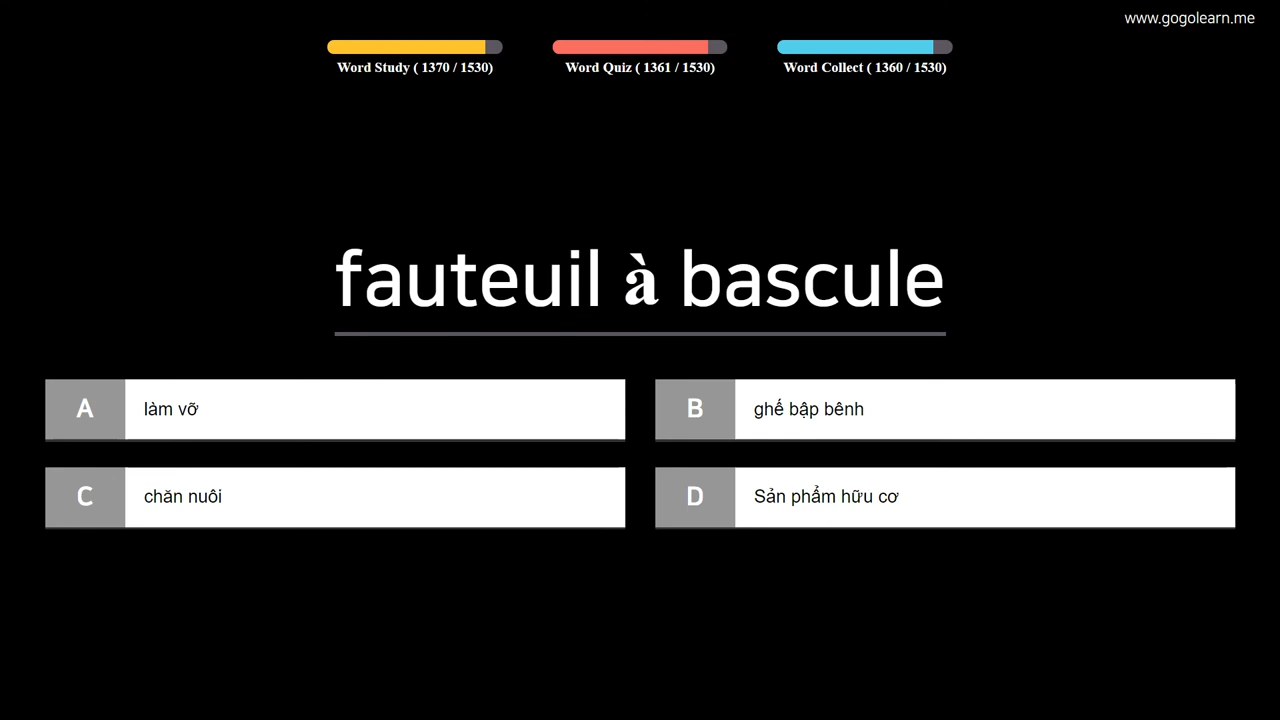 www.gogolearn.me
Word Study ( 1370 / 1530)
Word Quiz ( 1361 / 1530)
Word Collect ( 1360 / 1530)
fauteuil à bascule
A làm vỡ
B ghế bập bênh
C chăn nuôi
D Sản phẩm hữu cơ